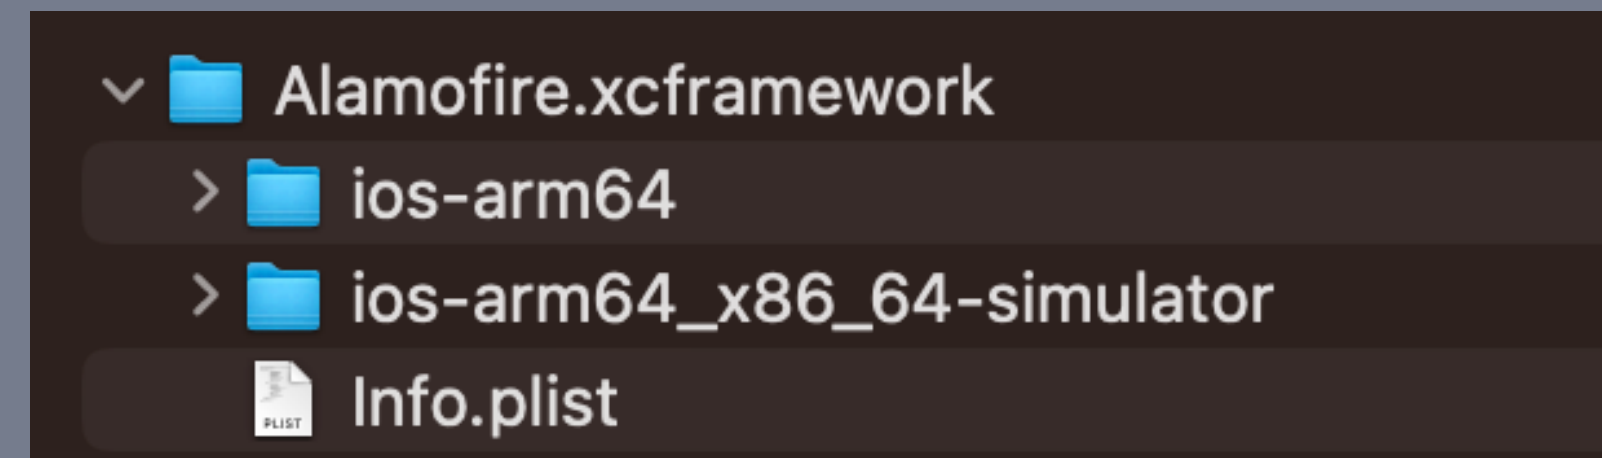 Alamofire.xcframework
ios-arm64
ios-arm64_x86_64-simulator
PLIST
Info.plist